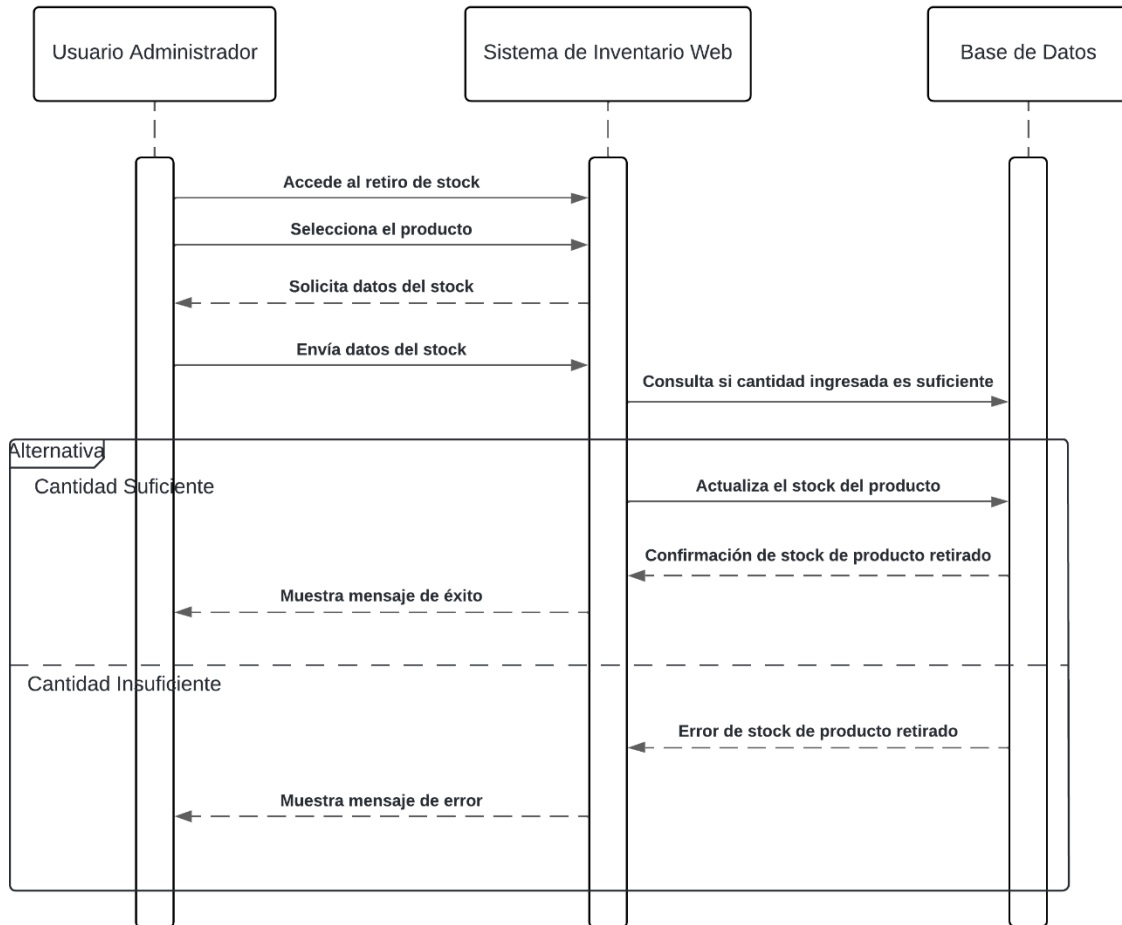 Usuario Administrador
Sistema de Inventario Web
Base de Datos
Accede al retiro de stock
Selecciona el producto
Solicita datos del stock
Envía datos del stock
Consulta si cantidad ingresada es suficiente
Alternativa
Cantidad Suficiente
Actualiza el stock del producto
Confirmación de stock de producto retirado
Muestra mensaje de éxito
Cantidad Insuficiente
Error de stock de producto retirado
Muestra mensaje de error